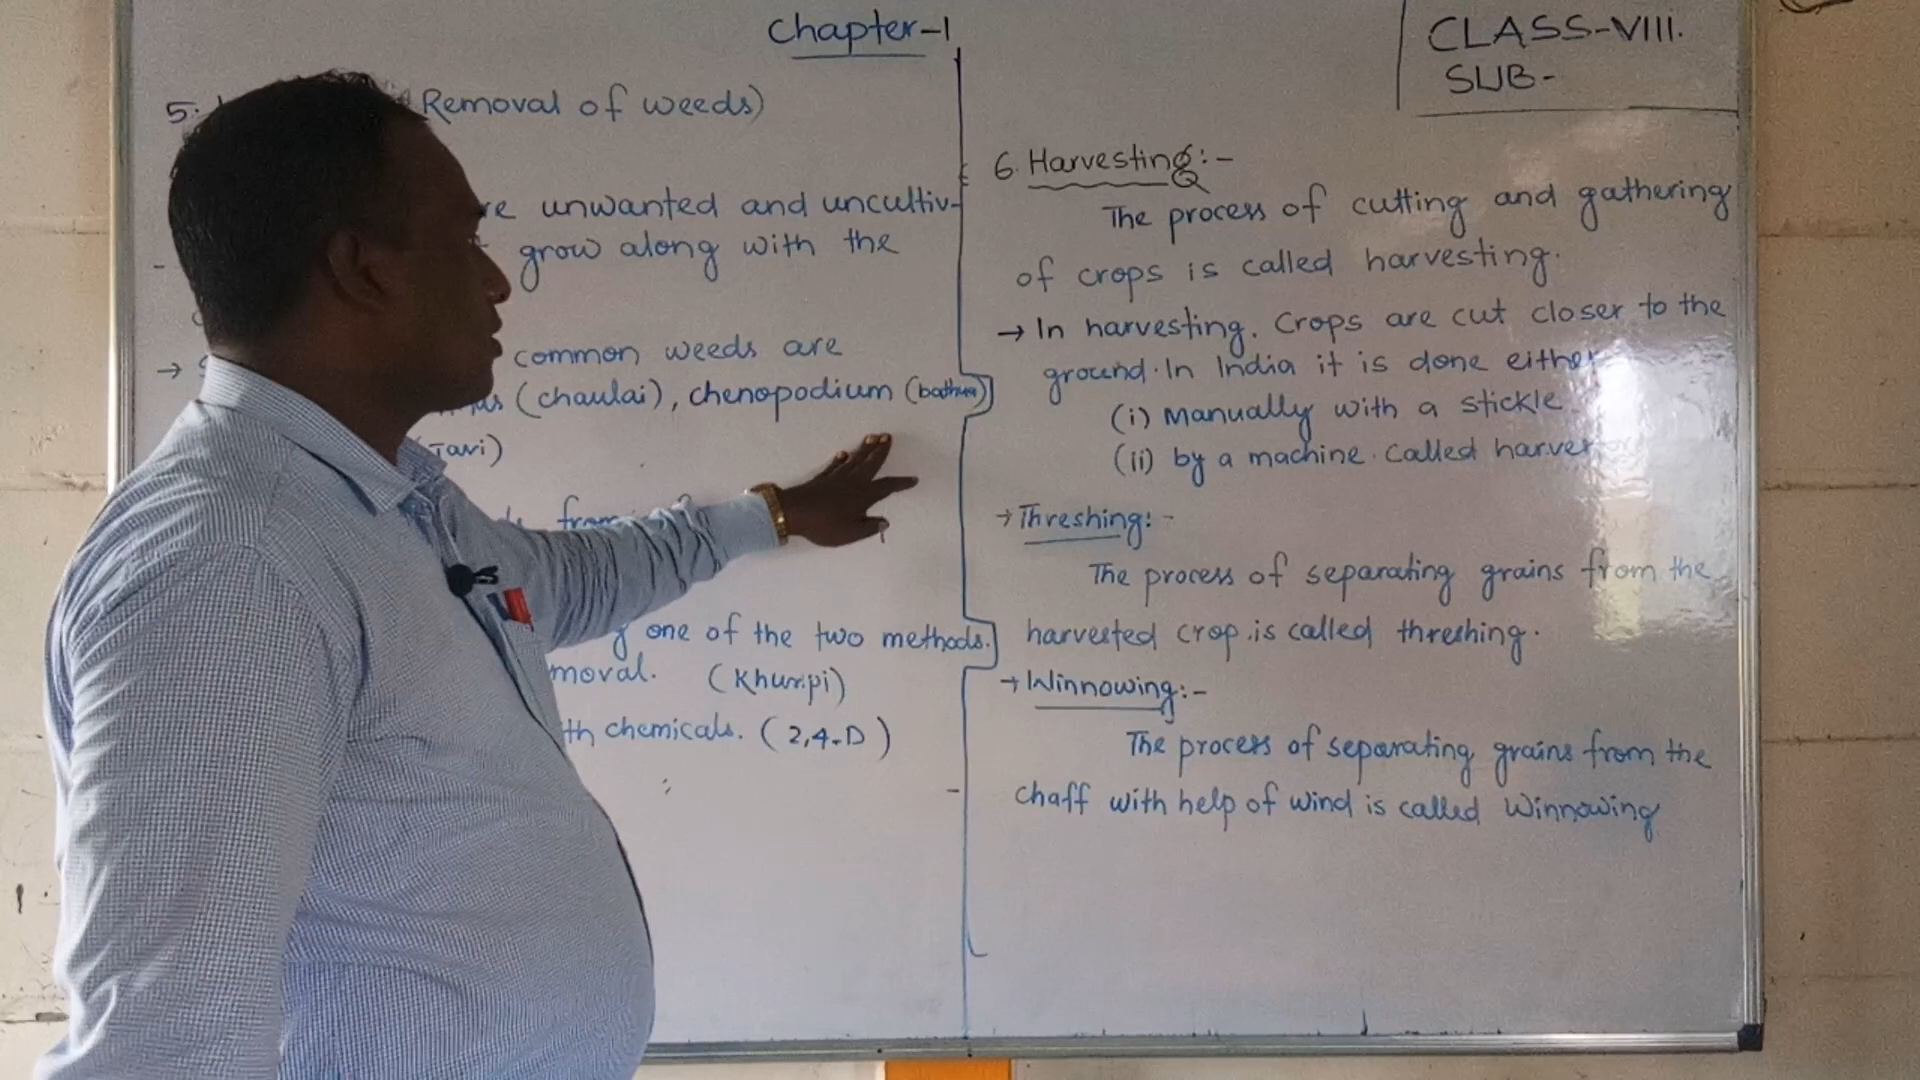 Chapter-1
CLASS-VIII.
SUB-
5. Removal of weeds)
re unwanted and uncultiv-
grow along with the
→ common weeds are
(chaulai), chenopodium (bathua)
from
one of the two methods.
moval. (Khurpi)
th chemicals. (2,4-D)
6. Harvesting:-
The process of cutting and gathering
of crops is called harvesting.
→ In harvesting. Crops are cut closer to the
ground. In India it is done either
(i) Manually with a stickle
(ii) by a machine. Called
→ Threshing:-
The process of separating grains from the
harvested crop. is called threshing.
→ Winnowing:-
The process of separating grains from the
chaff with help of wind is called Winnowing